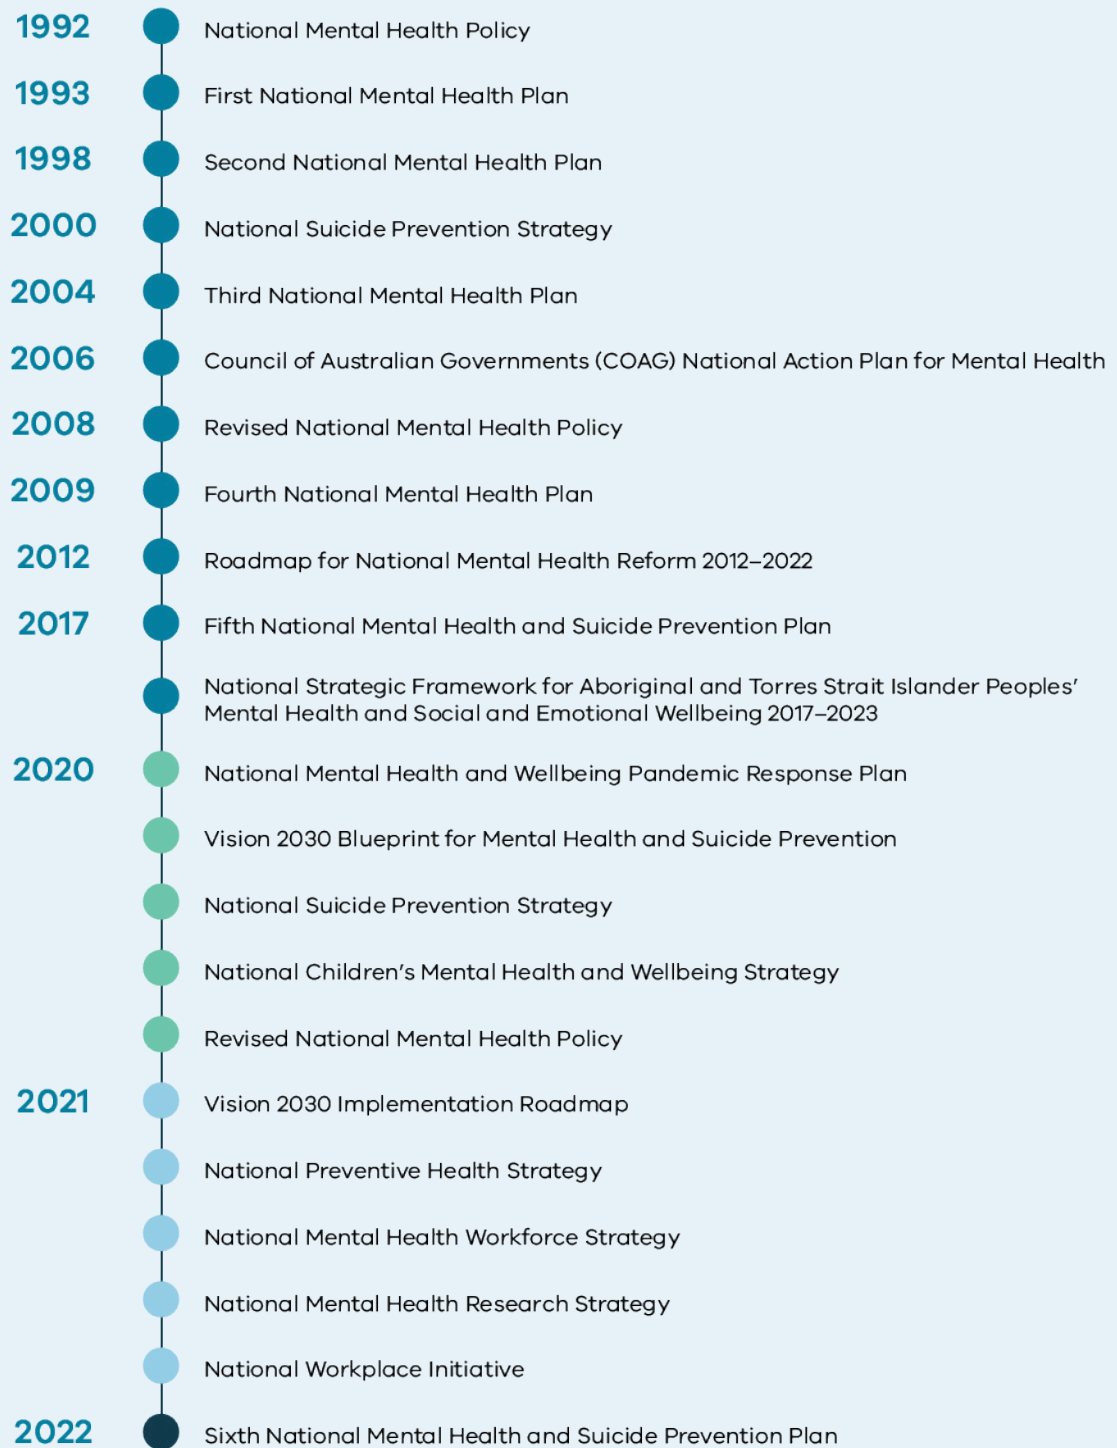 1992 National Mental Health Policy
1993 First National Mental Health Plan
1998 Second National Mental Health Plan
2000 National Suicide Prevention Strategy
2004 Third National Mental Health Plan
2006 Council of Australian Governments (COAG) National Action Plan for Mental Health
2008 Revised National Mental Health Policy
2009 Fourth National Mental Health Plan
2012 Roadmap for National Mental Health Reform 2012–2022
2017 Fifth National Mental Health and Suicide Prevention Plan
National Strategic Framework for Aboriginal and Torres Strait Islander Peoples’
Mental Health and Social and Emotional Wellbeing 2017–2023
2020 National Mental Health and Wellbeing Pandemic Response Plan
Vision 2030 Blueprint for Mental Health and Suicide Prevention
National Suicide Prevention Strategy
National Children’s Mental Health and Wellbeing Strategy
Revised National Mental Health Policy
2021 Vision 2030 Implementation Roadmap
National Preventive Health Strategy
National Mental Health Workforce Strategy
National Mental Health Research Strategy
National Workplace Initiative
2022 Sixth National Mental Health and Suicide Prevention Plan